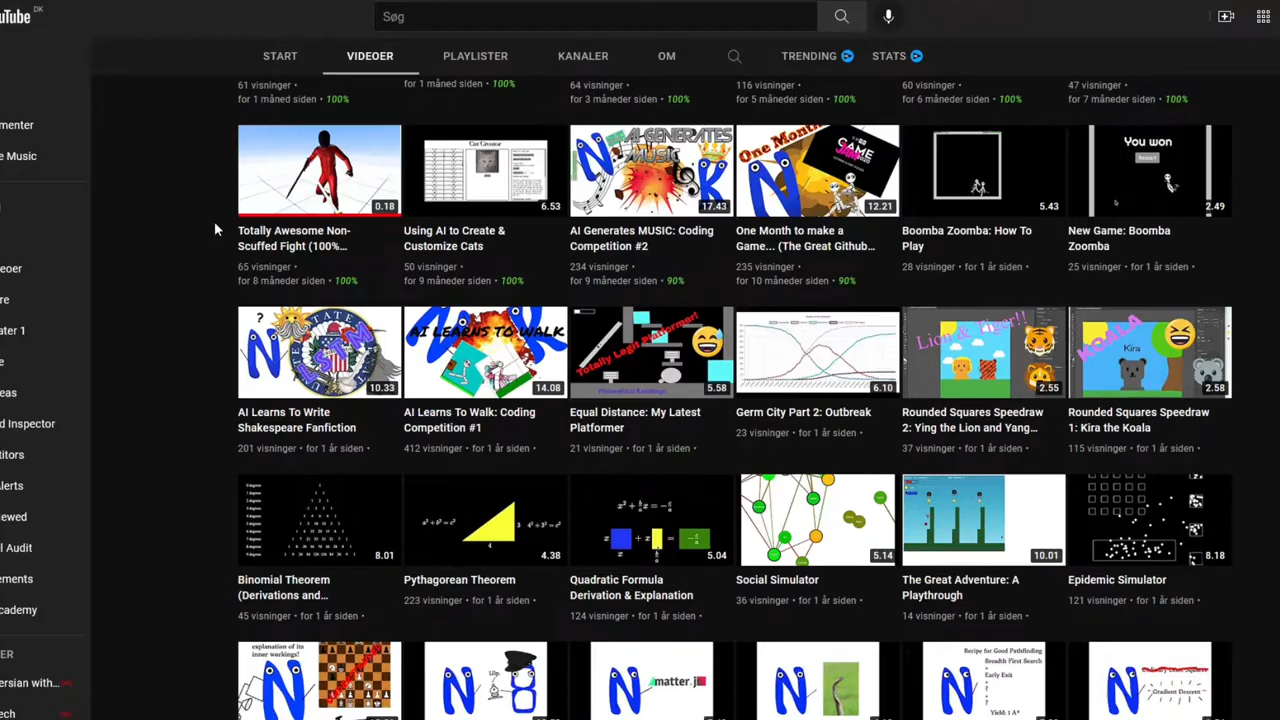 uTube DK
Søg
START VIDEOER PLAYLISTER KANALER OM TRENDING STATS
61 visninger •
for 1 måned siden • 100%
for 1 måned siden • 100%
64 visninger •
for 3 måneder siden • 100%
116 visninger •
for 5 måneder siden • 100%
60 visninger •
for 6 måneder siden • 100%
47 visninger •
for 7 måneder siden • 100%
menter
e Music
eoer
re
ater 1
e
eas
d Inspector
titors
lerts
ewed
el Audit
ements
cademy
ER
ersian with...
tech
0.18
Totally Awesome Non-
Scuffed Fight (100%...
65 visninger •
for 8 måneder siden • 100%
Cat Creator
6.53
Using AI to Create &
Customize Cats
50 visninger •
for 9 måneder siden • 100%
AI GENERATES
MUSIC
N
K
17.43
AI Generates MUSIC: Coding
Competition #2
234 visninger •
for 9 måneder siden • 90%
One Month
N
GAME
12.21
One Month to make a
Game... (The Great Github...
235 visninger •
for 10 måneder siden • 90%
5.43
Boomba Zoomba: How To
Play
28 visninger • for 1 år siden •
You won
Restart
2.49
New Game: Boomba
Zoomba
25 visninger • for 1 år siden •
?
N
10.33
AI Learns To Write
Shakespeare Fanfiction
201 visninger • for 1 år siden •
AI LEARNS TO WALK
14.08
AI Learns To Walk: Coding
Competition #1
412 visninger • for 1 år siden •
Totally Legit Platformer!
5.58
Equal Distance: My Latest
Platformer
21 visninger • for 1 år siden •
6.10
Germ City Part 2: Outbreak
23 visninger • for 1 år siden •
Lion & Tiger!!
2.55
Rounded Squares Speedraw
2: Ying the Lion and Yang...
37 visninger • for 1 år siden •
KOALA
Kira
2.58
Rounded Squares Speedraw
1: Kira the Koala
115 visninger • for 1 år siden •
8.01
Binomial Theorem
(Derivations and...
45 visninger • for 1 år siden •
a²+b²=c²
3
4
4²+3²=c²
4.38
Pythagorean Theorem
223 visninger • for 1 år siden •
5.04
Quadratic Formula
Derivation & Explanation
124 visninger • for 1 år siden •
5.14
Social Simulator
36 visninger • for 1 år siden •
10.01
The Great Adventure: A
Playthrough
14 visninger • for 1 år siden •
8.18
Epidemic Simulator
121 visninger • for 1 år siden •
explanation of its
inner workings!
N
Ulp.
N
matter.js
N
Recipe for Good Pathfinding
Breadth First Search
+
Early Exit
+
?
Yield: 1 A*
N
Gradient Descent